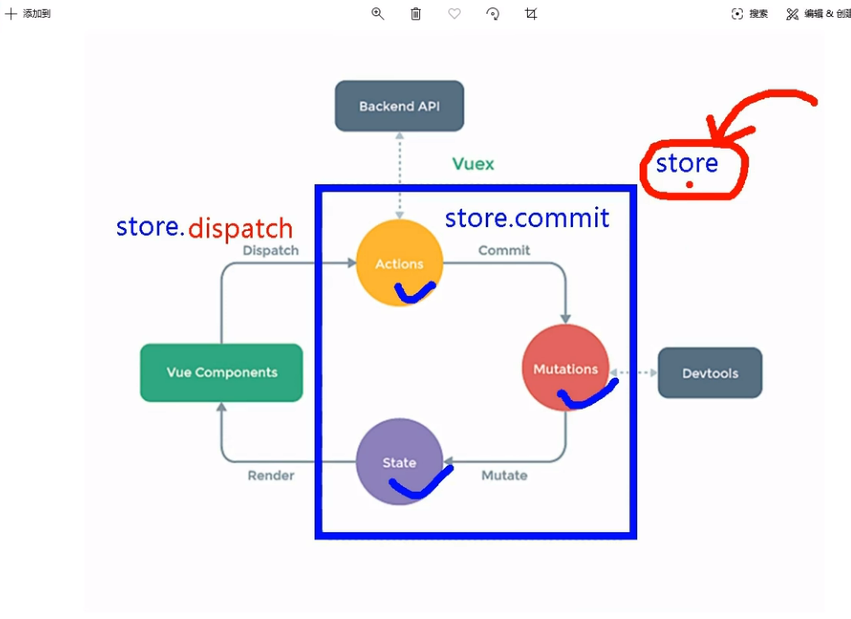 添加到
搜索
编辑 & 创建
Backend API
Vuex
store
store.dispatch
store.commit
Dispatch
Actions
Commit
Vue Components
Mutations
Devtools
State
Render
Mutate